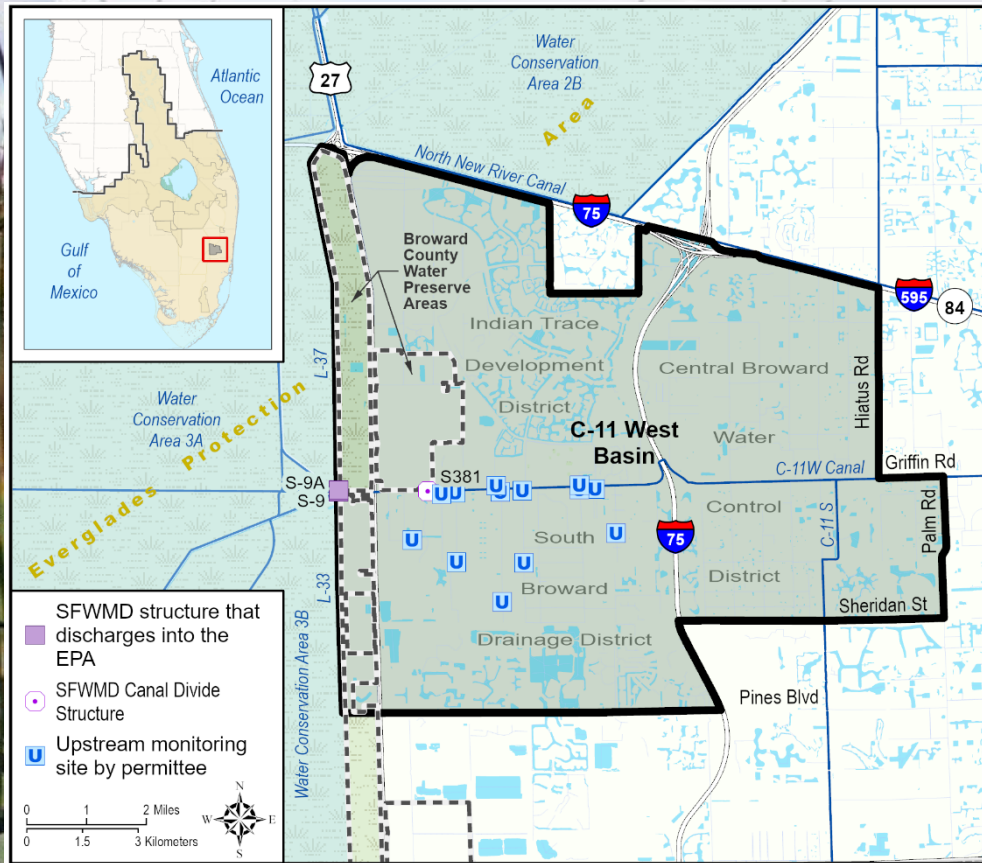 Atlantic
Ocean
Gulf
of
Mexico
27
Water
Conservation
Area 2B
Area
North New River Canal
75
595
84
Broward
County
Water
Preserve
Areas
Indian Trace
Development
District
Central Broward
Water
Control
District
L-37
Hiatus Rd
Water
Conservation
Area 3A
Everglades Protection
C-11 West
Basin
C-11W Canal
Griffin Rd
S-9A
S-9
S381
U
U
U
U
U
U
U
U
U
U
U
U
75
South
Broward
Drainage District
C-11 S
Palm Rd
L-33
Sheridan St
Water Conservation Area 3B
Pines Blvd
SFWMD structure that
discharges into the
EPA
SFWMD Canal Divide
Structure
U Upstream monitoring
site by permittee
0 1 2 Miles
0 1.5 3 Kilometers
N
W E
S